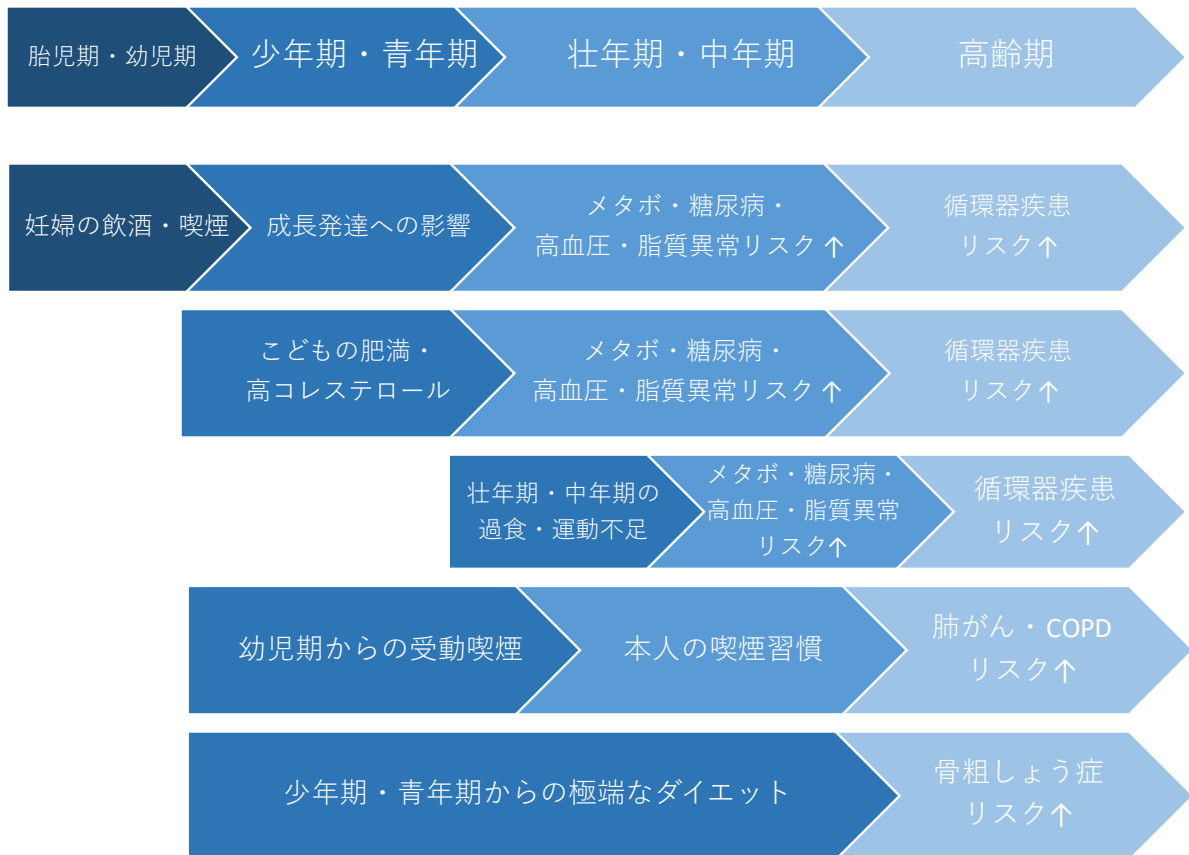 胎児期・幼児期
少年期・青年期
壮年期・中年期
高齢期
妊婦の飲酒・喫煙
成長発達への影響
メタボ・糖尿病・
高血圧・脂質異常リスク↑
循環器疾患
リスク↑
こどもの肥満・
高コレステロール
メタボ・糖尿病・
高血圧・脂質異常リスク↑
循環器疾患
リスク↑
壮年期・中年期の
過食・運動不足
メタボ・糖尿病・
高血圧・脂質異常
リスク↑
循環器疾患
リスク↑
幼児期からの受動喫煙
本人の喫煙習慣
肺がん・COPD
リスク↑
少年期・青年期からの極端なダイエット
骨粗しょう症
リスク↑